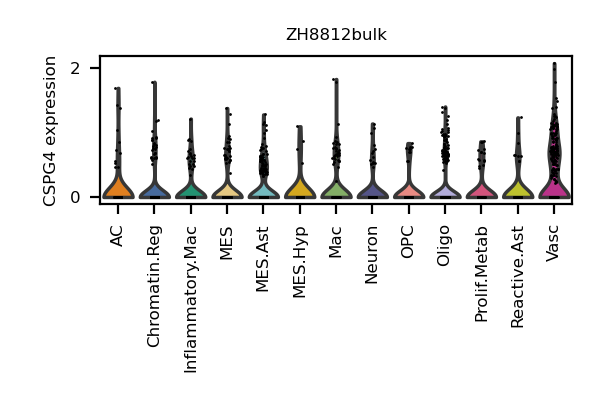 ZH8812bulk
CSPG4 expression
2
0
AC
Chromatin.Reg
Inflammatory.Mac
MES
MES.Ast
MES.Hyp
Mac
Neuron
OPC
Oligo
Prolif.Metab
Reactive.Ast
Vasc